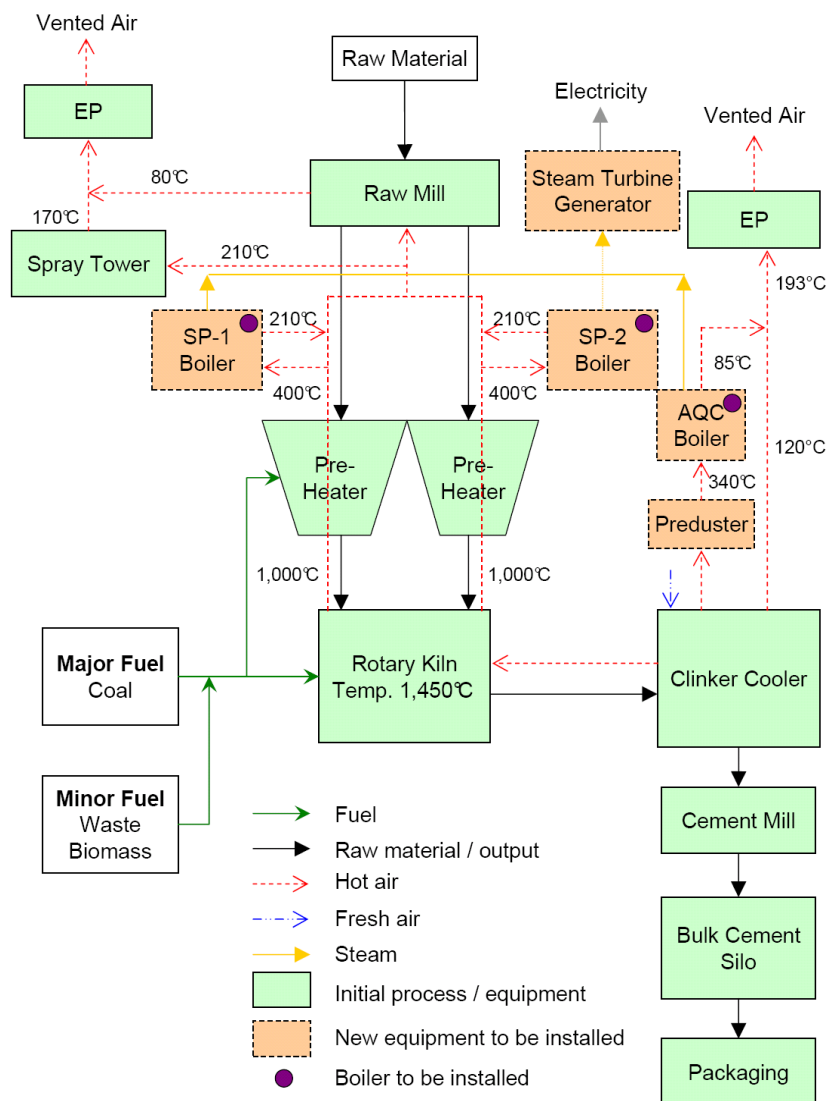 Vented Air
Raw Material
EP
Electricity
Vented Air
80℃
Raw Mill
Steam Turbine
Generator
170℃
EP
Spray Tower
210℃
193°C
SP-1
Boiler
210℃
210℃
SP-2
Boiler
85℃
400℃
400℃
AQC
Boiler
120°C
Pre-
Heater
Pre-
Heater
340℃
Preduster
1,000℃
1,000℃
Major Fuel
Coal
Rotary Kiln
Temp. 1,450℃
Clinker Cooler
Minor Fuel
Waste
Biomass
Fuel
Raw material / output
Hot air
Fresh air
Steam
Initial process / equipment
New equipment to be installed
Boiler to be installed
Cement Mill
Bulk Cement
Silo
Packaging